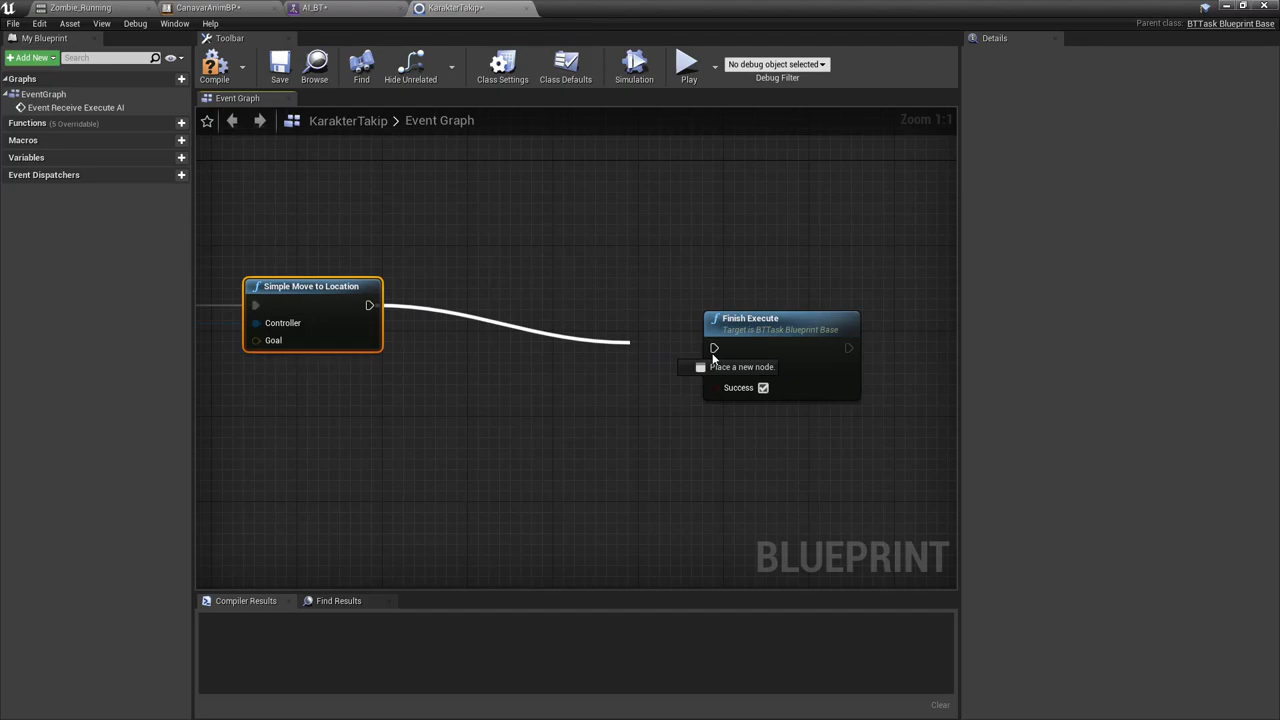 Zombie_Running
CanavarAnimBP*
AI_BT*
KarakterTakip*
File Edit Asset View Debug Window Help
Parent class: BTTask Blueprint Base
My Blueprint
Toolbar
Details
+Add New
Search
Compile
Save
Browse
Find
Hide Unrelated
Class Settings
Class Defaults
Simulation
Play
No debug object selected
Debug Filter
Graphs
EventGraph
Event Receive Execute AI
Functions (5 Overridable)
Macros
Variables
Event Dispatchers
Event Graph
KarakterTakip > Event Graph
Zoom 1:1
Simple Move to Location
Controller
Goal
Finish Execute
Target is BTTask Blueprint Base
Place a new node.
Success
BLUEPRINT
Compiler Results
Find Results
Clear